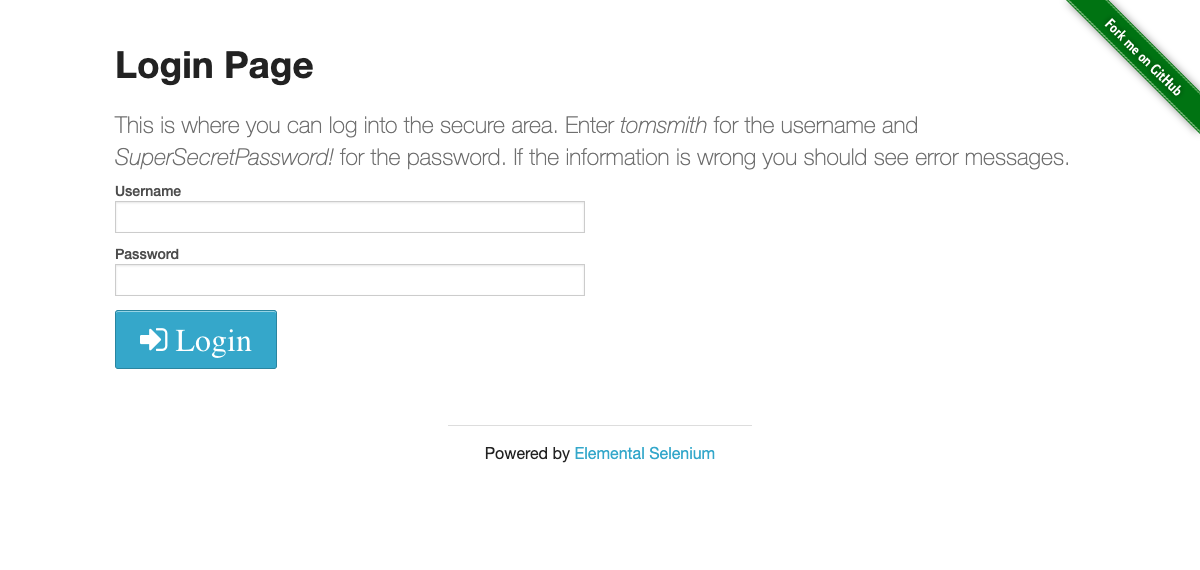 Fork me on GitHub
Login Page
This is where you can log into the secure area. Enter tomsmith for the username and
SuperSecretPassword! for the password. If the information is wrong you should see error messages.
Username
Password
Login
Powered by Elemental Selenium